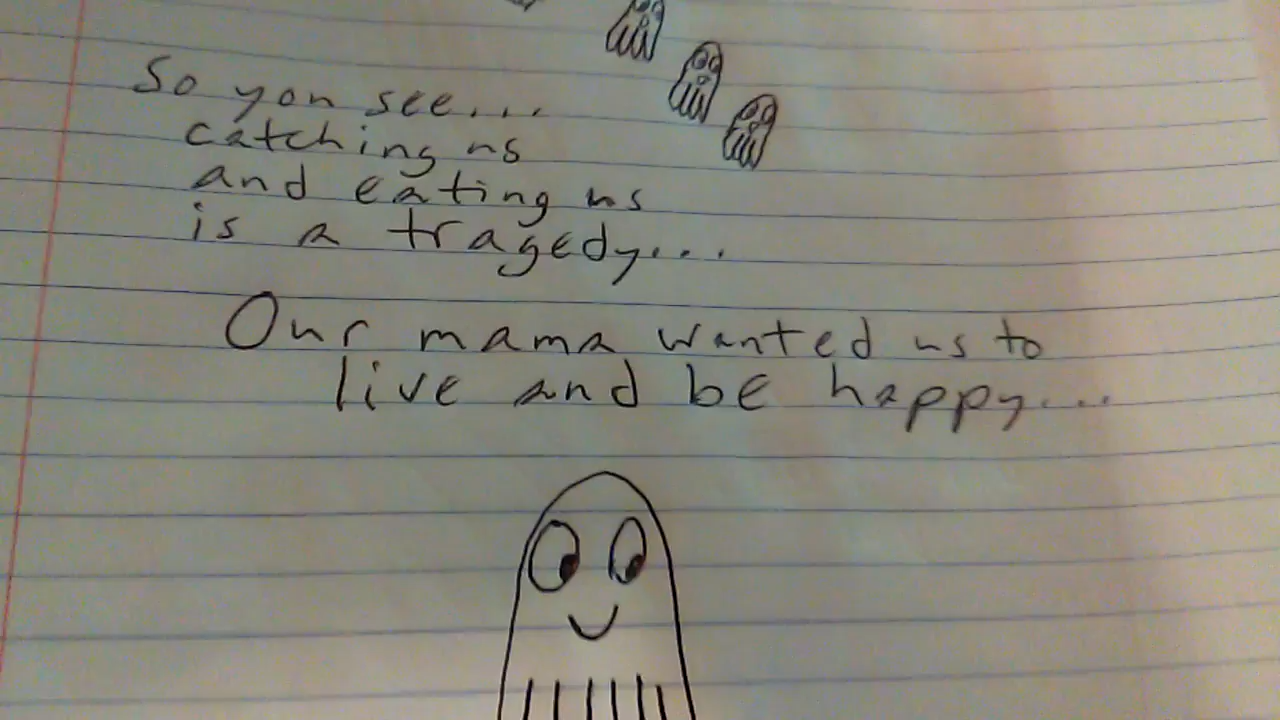 So you see...
catching us
and eating us
is a tragedy...
Our mama wanted us to
live and be happy...